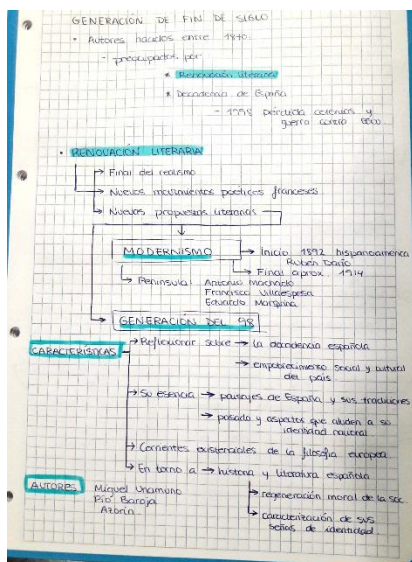 GENERACIÓN DE FIN DE SIGLO
• Autores nacidos entre 1870.
- preocupados por
* Renovación literaria
* Decadencia de España
- 1998 pérdida colonias y
guerra contra EEUU.
• RENOVACIÓN LITERARIA
→ Final del realismo
→ Nuevos movimientos poéticos franceses
→ Nuevas propuestas literarias
MODERNISMO → Inicio 1892 hispanoamérica
Rubén Darío
→ Final aprox. 1914
→ Península: Antonio Machado
Francisco Villaespesa
Eduardo Marquina
→ GENERACIÓN DEL 98
CARACTERÍSTICAS → Reflexionar sobre → la decadencia española
→ empobrecimiento social y cultural
del país
→ Su esencia → paisajes de España y sus tradiciones
→ pasado y aspectos que aluden a su
identidad
→ Corrientes existenciales de la filosofía europea
→ En torno a → historia y literatura española
→ regeneración moral de la soc.
→ caracterización de sus
señas de identidad.
AUTORES Miguel Unamuno
Pío Baroja
Azorín